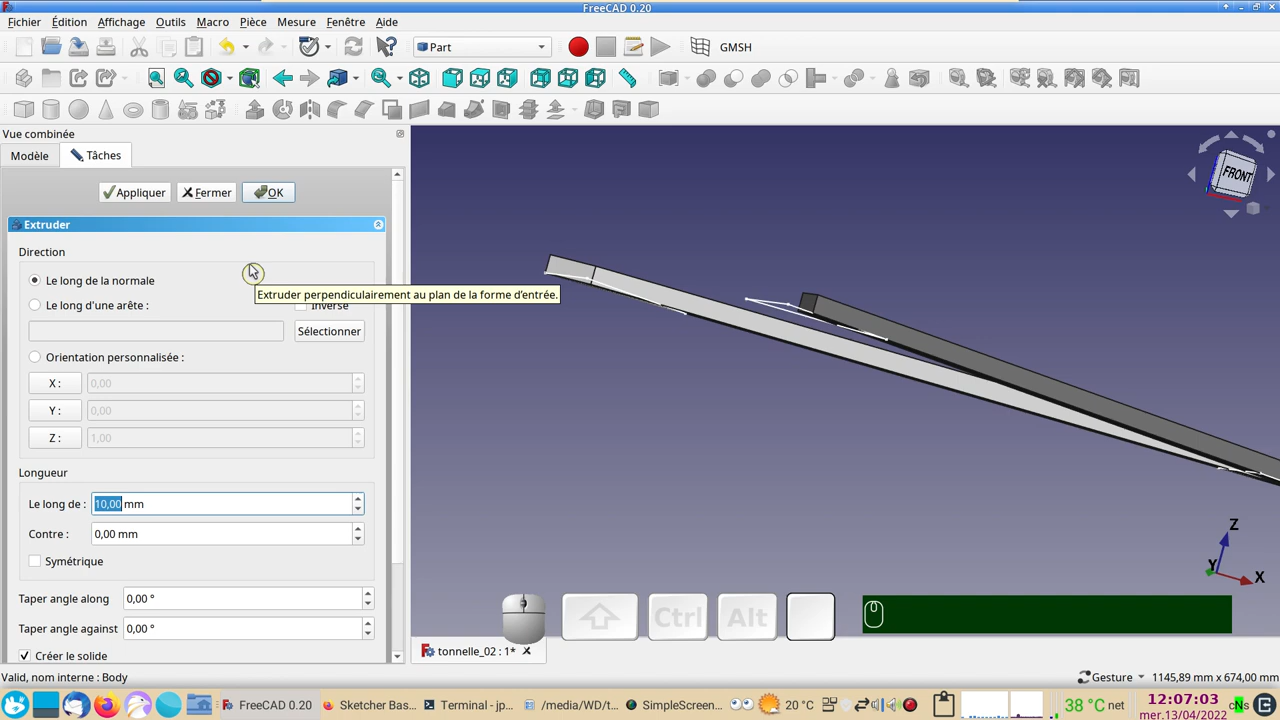 FreeCAD 0.20
Fichier Édition Affichage Outils Macro Pièce Mesure Fenêtre Aide
Part
GMSH
Vue combinée
Modèle Tâches
Appliquer Fermer OK
Extruder
Direction
Le long de la normale
Extruder perpendiculairement au plan de la forme d'entrée.
Le long d'une arête : Inversé
Sélectionner
Orientation personnalisée :
X : 0,00
Y : 0,00
Z : 1,00
Longueur
Le long de : 10,00 mm
Contre : 0,00 mm
Symétrique
Taper angle along 0,00 °
Taper angle against 0,00 °
Créer le solide
FRONT
Z
Y
X
Ctrl Alt
tonnelle_02 : 1*
Valid, nom interne : Body
Gesture 1145,89 mm x 674,00 mm
FreeCAD 0.20 Sketcher Bas... Terminal - jp... /media/WD/t... SimpleScreen... 20 °C 38 °C net 12:07:03 cNs
mer.13/04/2022